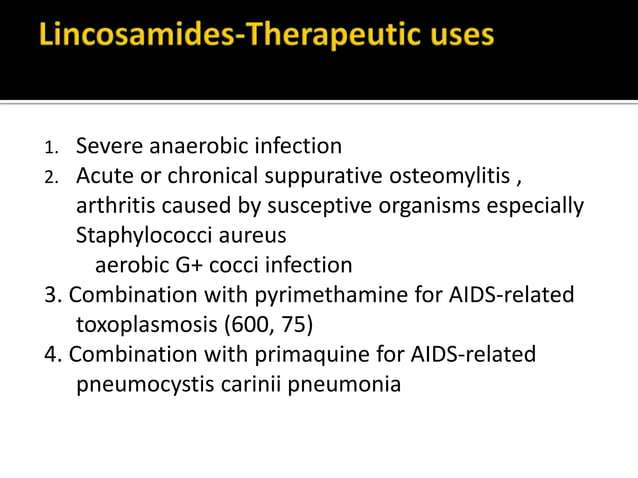 Lincosamides-Therapeutic uses
1. Severe anaerobic infection
2. Acute or chronical suppurative osteomylitis ,
arthritis caused by susceptive organisms especially
Staphylococci aureus
aerobic G+ cocci infection
3. Combination with pyrimethamine for AIDS-related
toxoplasmosis (600, 75)
4. Combination with primaquine for AIDS-related
pneumocystis carinii pneumonia